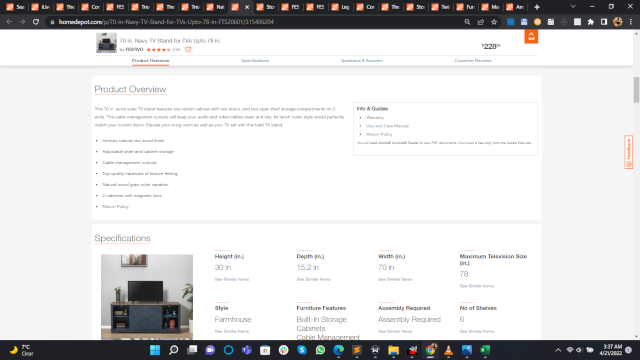 homedepot.com/p/70-in-Navy-TV-Stand-for-TVs-Upto-78-in-FTS20601/315406204
70 in. Navy TV Stand for TVs Upto 78 in.
by FESTIVO
$228
TOP
Product Overview
Specifications
Questions & Answers
Customer Reviews
Product Overview
This 70 in. extra-wide TV stand features one center cabinet with two doors, and two open shelf storage compartments on 2-
ends. The cable management cutouts will keep your audio and video cables clean and tidy. Its ranch rustic style would perfectly
match your current decor. Elevate your living room as well as your TV set with this bold TV stand.
Intrinsic natural raw wood finish
Adjustable shelf and cabinet storage
Cable management cutouts
Top-quality hardware of texture feeling
Natural wood grain color variation
2-cabinets with magnetic door
Return Policy
Info & Guides
Warranty
Use and Care Manual
Return Policy
You will need Adobe® Acrobat® Reader to view PDF documents. Download a free copy from the Adobe Web site.
Feedback
Specifications
Height (in.)
30 in
See Similar Items
Depth (in.)
15.2 in
See Similar Items
Width (in.)
70 in
See Similar Items
Maximum Television Size
(in.)
78
See Similar Items
Style
Farmhouse
See Similar Items
Furniture Features
Built-In Storage
Cabinets
Cable Management
Assembly Required
Assembly Required
See Similar Items
No of Shelves
6
See Similar Items
7°C
Clear
3:37 AM
4/21/2022